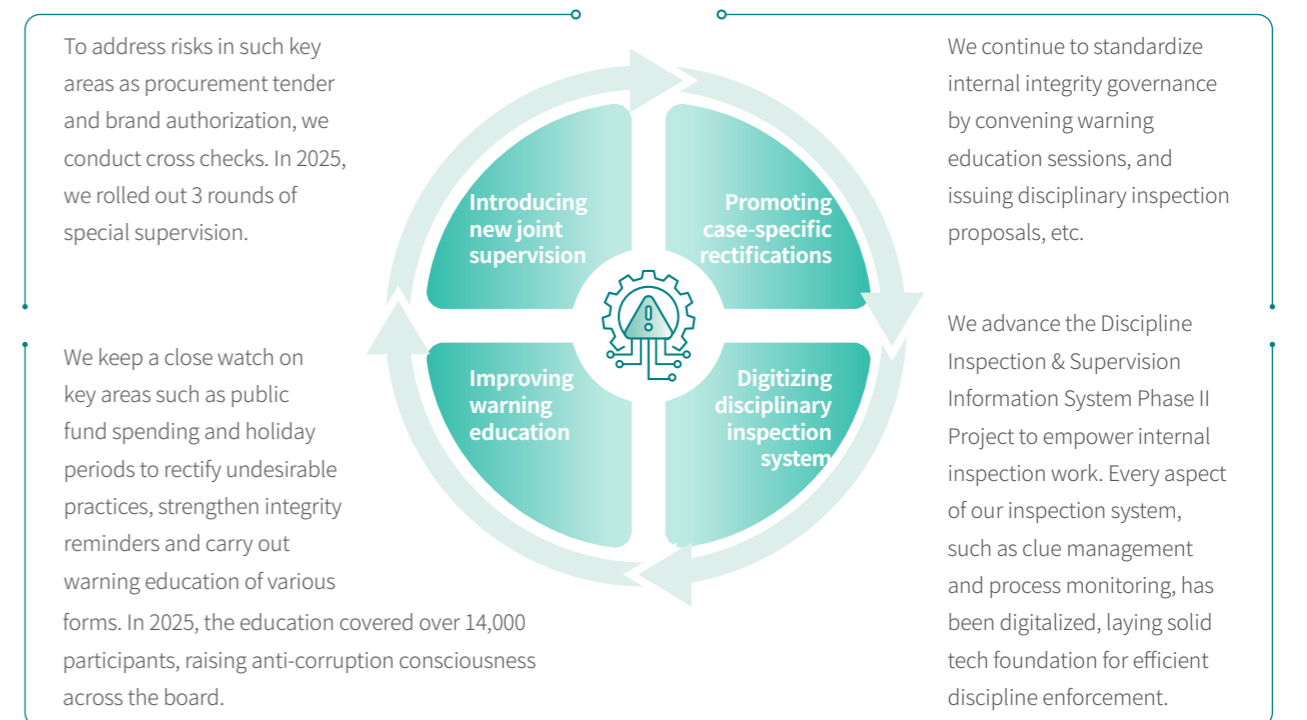 To address risks in such key
areas as procurement tender
and brand authorization, we
conduct cross checks. In 2025,
we rolled out 3 rounds of
special supervision.
Introducing
new joint
supervision
Promoting
case-specific
rectifications
We continue to standardize
internal integrity governance
by convening warning
education sessions, and
issuing disciplinary inspection
proposals, etc.
We keep a close watch on
key areas such as public
fund spending and holiday
periods to rectify undesirable
practices, strengthen integrity
reminders and carry out
warning education of various
forms. In 2025, the education covered over 14,000
participants, raising anti-corruption consciousness
across the board.
Improving
warning
education
Digitizing
disciplinary
inspection
system
We advance the Discipline
Inspection & Supervision
Information System Phase II
Project to empower internal
inspection work. Every aspect
of our inspection system,
such as clue management
and process monitoring, has
been digitalized, laying solid
tech foundation for efficient
discipline enforcement.